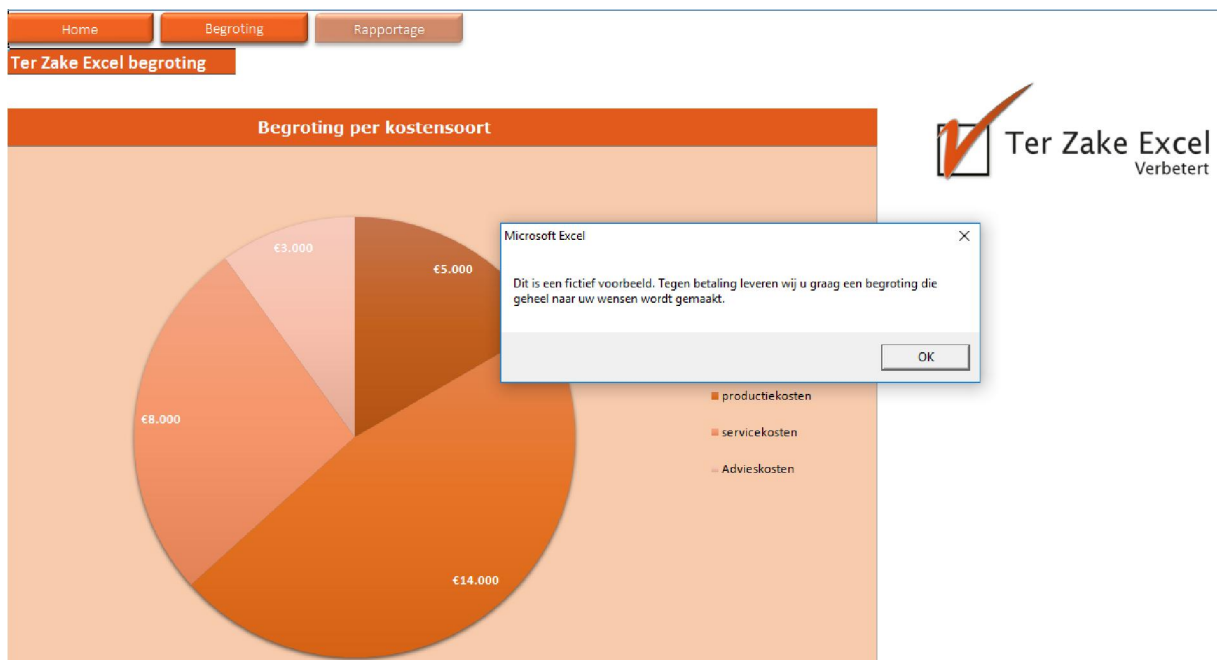 Home
Begroting
Rapportage
Ter Zake Excel begroting
Begroting per kostensoort
Ter Zake Excel
Verbetert
€3.000
€5.000
€8.000
€14.000
Microsoft Excel
Dit is een fictief voorbeeld. Tegen betaling leveren wij u graag een begroting die
geheel naar uw wensen wordt gemaakt.
OK
productiekosten
servicekosten
Advieskosten